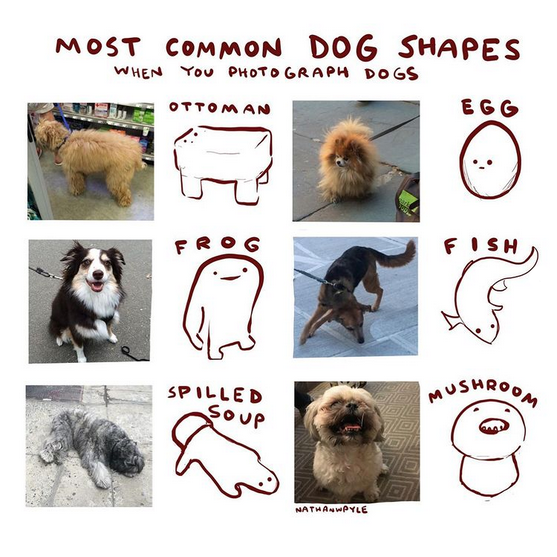 MOST COMMON DOG SHAPES
WHEN YOU PHOTOGRAPH DOGS
OTTOMAN
EGG
FROG
FISH
SPILLED
SOUP
MUSHROOM
NATHANWPYLE